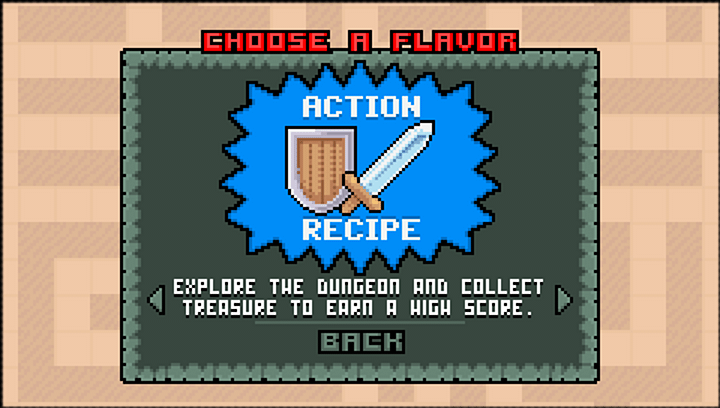 CHOOSE A FLAVOR
ACTION
RECIPE
EXPLORE THE DUNGEON AND COLLECT
TREASURE TO EARN A HIGH SCORE.
BACK